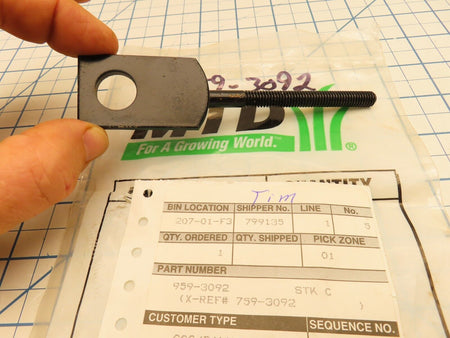 9-3092
MTD
For A Growing World.
®
QUANTITY
Tim
BIN LOCATION SHIPPER No. LINE No.
207-01-F3 799135 1 5
QTY. ORDERED QTY. SHIPPED PICK ZONE
1 01
PART NUMBER
959-3092 STK C
(X-REF# 759-3092 )
CUSTOMER TYPE SEQUENCE NO.